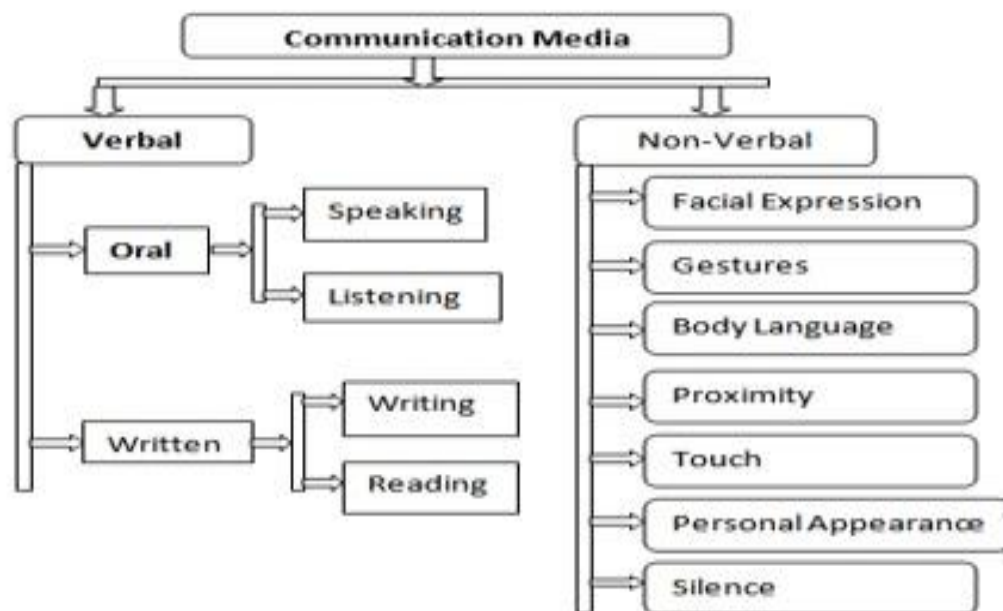 Communication Media
Verbal
Non-Verbal
Oral
Speaking
Listening
Written
Writing
Reading
Facial Expression
Gestures
Body Language
Proximity
Touch
Personal Appearance
Silence